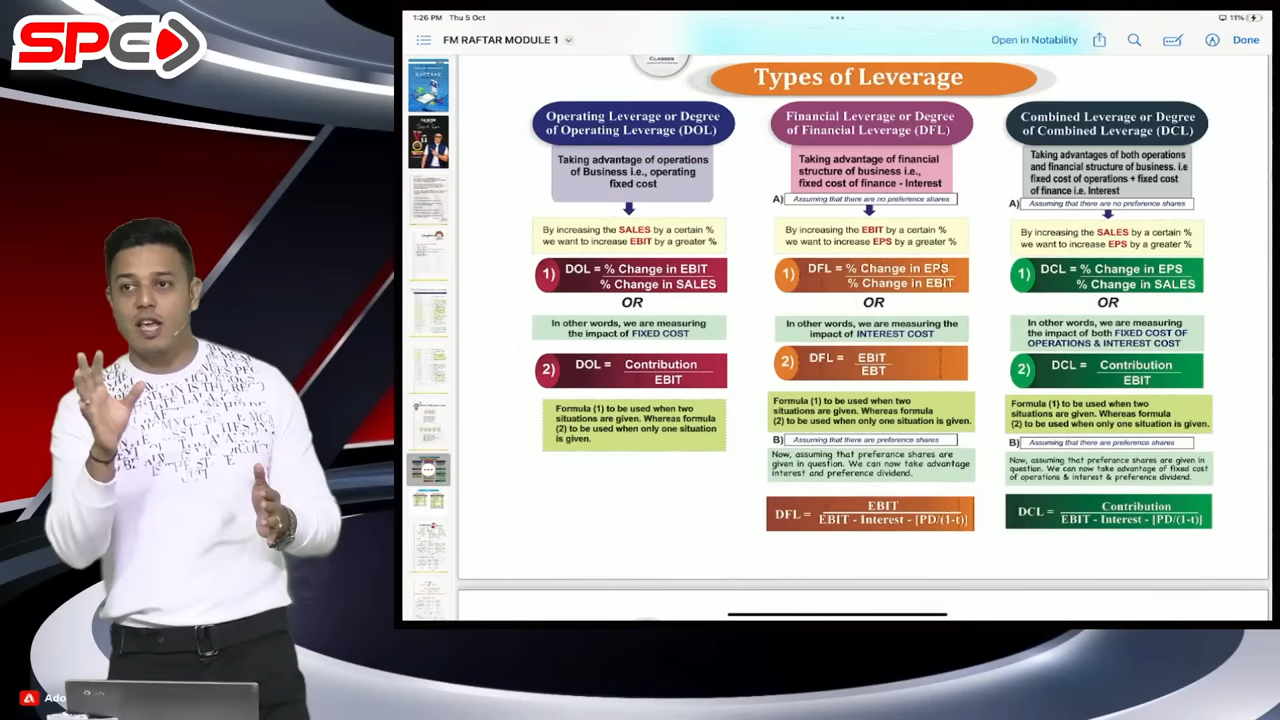 SPED
1:26 PM Thu 5 Oct
11%
FM RAFTAR MODULE 1
Open in Notability
Done
CLASSES
Types of Leverage
Operating Leverage or Degree
of Operating Leverage (DOL)
Taking advantage of operations
of Business i.e., operating
fixed cost
By increasing the SALES by a certain %
we want to increase EBIT by a greater %
1) DOL = % Change in EBIT
% Change in SALES
OR
In other words, we are measuring
the impact of FIXED COST
2) DOL = Contribution
EBIT
Formula (1) to be used when two
situations are given. Whereas formula
(2) to be used when only one situation
is given.
Financial Leverage or Degree
of Financial Leverage (DFL)
Taking advantage of financial
structure of business i.e.,
fixed cost of finance - Interest
A) Assuming that there are no preference shares
By increasing the EBIT by a certain %
we want to increase EPS by a greater %
1) DFL = % Change in EPS
% Change in EBIT
OR
In other words, we are measuring the
impact of INTEREST COST
2) DFL = EBIT
EBT
Formula (1) to be used when two
situations are given. Whereas formula
(2) to be used when only one situation is given.
B) Assuming that there are preference shares
Now, assuming that preferance shares are
given in question. We can now take advantage
interest and preference dividend.
DFL = EBIT
EBIT - Interest - [PD/(1-t)]
Combined Leverage or Degree
of Combined Leverage (DCL)
Taking advantages of both operations
and financial structure of business. i.e
fixed cost of operations + fixed cost
of finance i.e. Interest
A) Assuming that there are no preference shares
By increasing the SALES by a certain %
we want to increase EPS by a greater %
1) DCL = % Change in EPS
% Change in SALES
OR
In other words, we are measuring
the impact of both FIXED COST OF
OPERATIONS & INTEREST COST
2) DCL = Contribution
EBIT
Formula (1) to be used when two
situations are given. Whereas formula
(2) to be used when only one situation is given.
B) Assuming that there are preference shares
Now, assuming that preferance shares are given in
question. We can now take advantage of fixed cost
of operations & interest & preference dividend.
DCL = Contribution
EBIT - Interest - [PD/(1-t)]